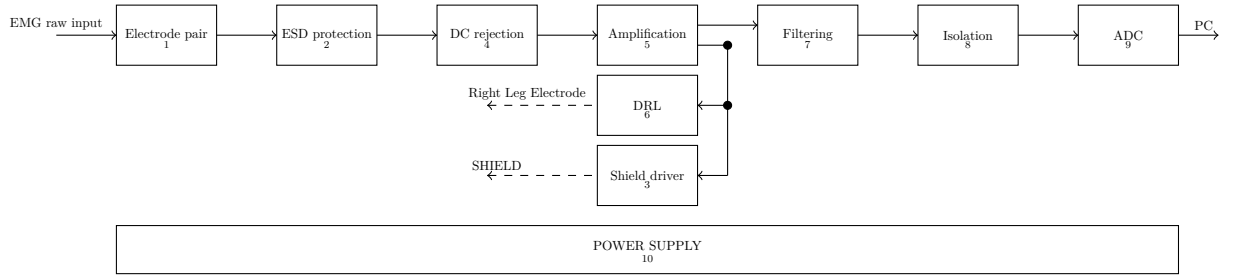 EMG raw input
Electrode pair
1
ESD protection
2
DC rejection
4
Amplification
5
Filtering
7
Isolation
8
ADC
9
PC
Right Leg Electrode
DRL
6
SHIELD
Shield driver
3
POWER SUPPLY
10